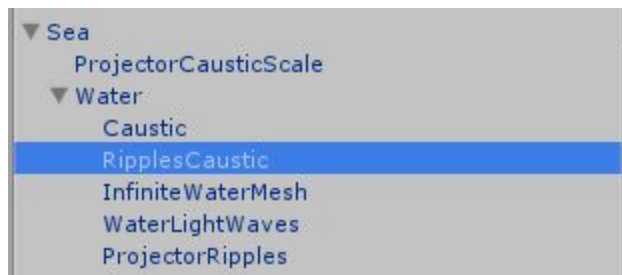 Sea
ProjectorCausticScale
Water
Caustic
RipplesCaustic
InfiniteWaterMesh
WaterLightWaves
ProjectorRipples